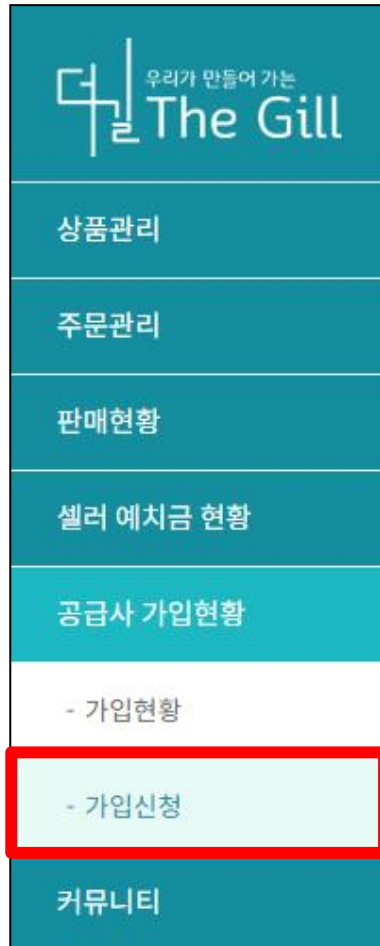 더길
우리가 만들어 가는
The Gill
상품관리
주문관리
판매현황
셀러 예치금 현황
공급사 가입현황
- 가입현황
- 가입신청
커뮤니티